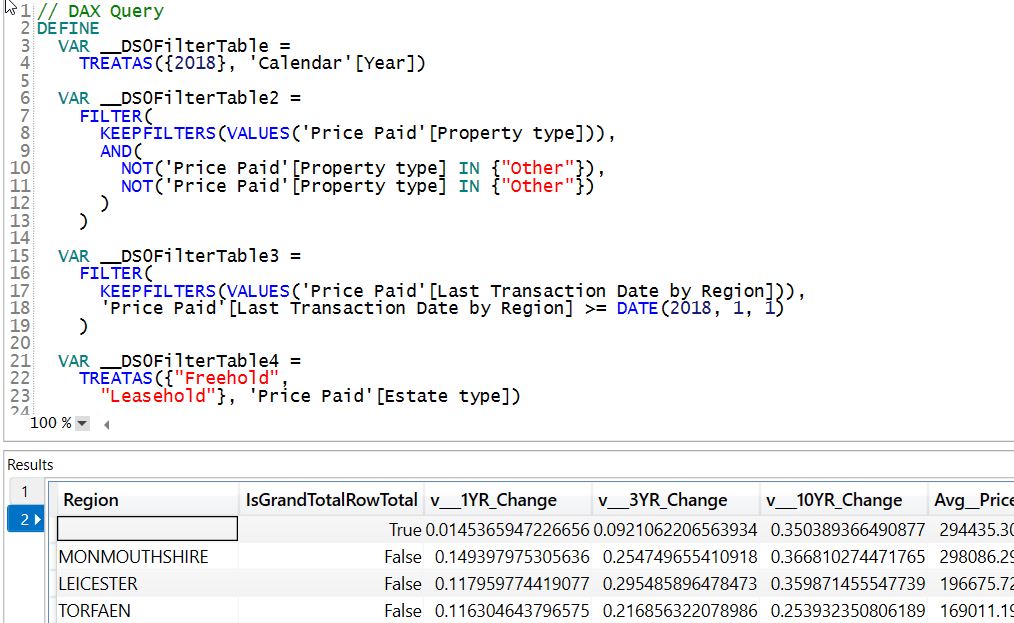 1 // DAX Query
2 DEFINE
3 VAR __DS0FilterTable =
4 TREATAS({2018}, 'Calendar'[Year])
5
6 VAR __DS0FilterTable2 =
7 FILTER(
8 KEEPFILTERS(VALUES('Price Paid'[Property type])),
9 AND(
10 NOT('Price Paid'[Property type] IN {"Other"}),
11 NOT('Price Paid'[Property type] IN {"Other"})
12 )
13 )
14
15 VAR __DS0FilterTable3 =
16 FILTER(
17 KEEPFILTERS(VALUES('Price Paid'[Last Transaction Date by Region])),
18 'Price Paid'[Last Transaction Date by Region] >= DATE(2018, 1, 1)
19 )
20
21 VAR __DS0FilterTable4 =
22 TREATAS({"Freehold",
23 "Leasehold"}, 'Price Paid'[Estate type])
24
100 %
Results
1
2
Region IsGrandTotalRowTotal v__1YR_Change v__3YR_Change v__10YR_Change Avg__Price
True 0.0145365947226656 0.0921062206563934 0.350389366490877 294435.30
MONMOUTHSHIRE False 0.149397975305636 0.254749655410918 0.366810274471765 298086.29
LEICESTER False 0.117959774419077 0.295485896478473 0.359871455547739 196675.72
TORFAEN False 0.116304643796575 0.216856322078986 0.253932350806189 169011.19